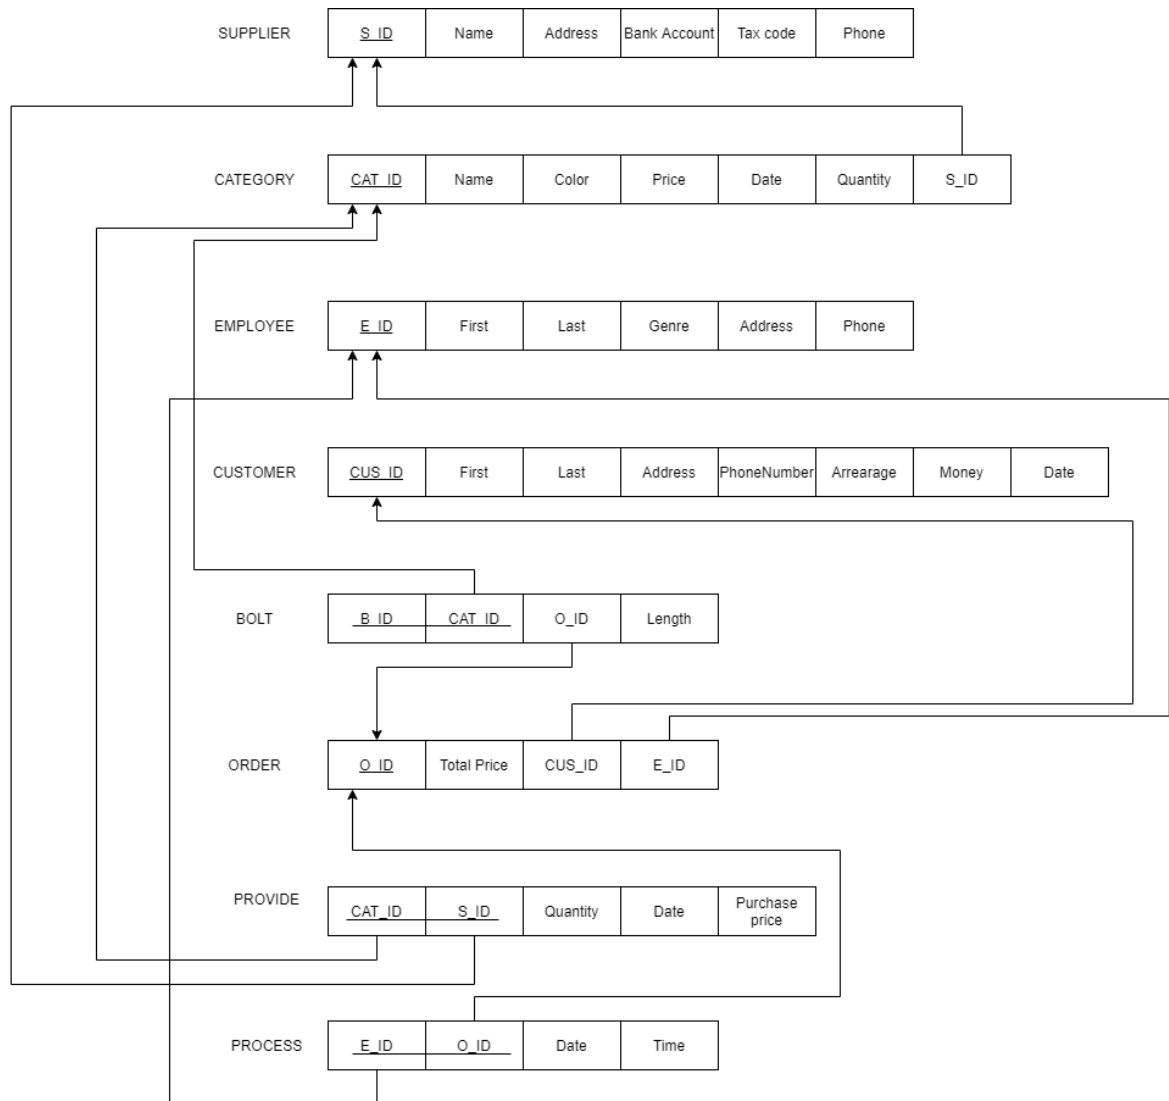 SUPPLIER S_ID Name Address Bank Account Tax code Phone
CATEGORY CAT_ID Name Color Price Date Quantity S_ID
EMPLOYEE E_ID First Last Genre Address Phone
CUSTOMER CUS_ID First Last Address PhoneNumber Arrearage Money Date
BOLT B_ID CAT_ID O_ID Length
ORDER O_ID Total Price CUS_ID E_ID
PROVIDE CAT_ID S_ID Quantity Date Purchase
price
PROCESS E_ID O_ID Date Time